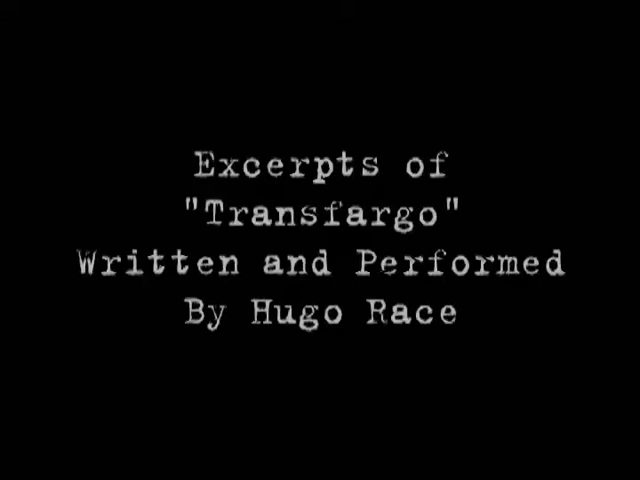 Excerpts of
"Transfargo"
Written and Performed
By Hugo Race